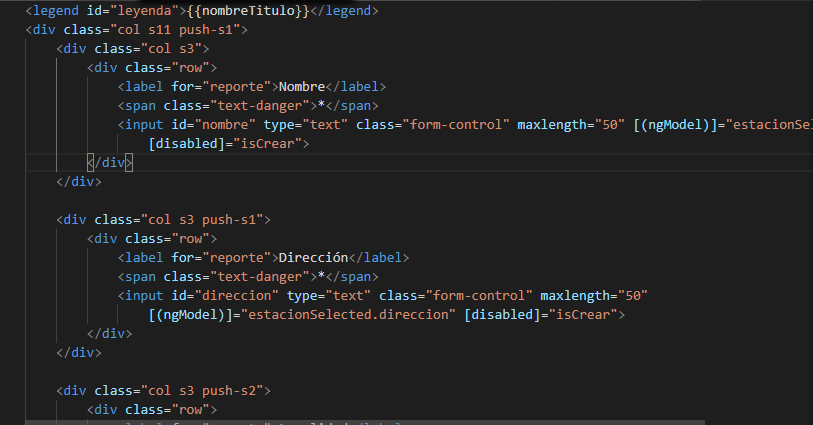 <legend id="leyenda">{{nombreTitulo}}</legend>
<div class="col s11 push-s1">
<div class="col s3">
<div class="row">
<label for="reporte">Nombre</label>
<span class="text-danger">*</span>
<input id="nombre" type="text" class="form-control" maxlength="50" [(ngModel)]="estacionSel
[disabled]="isCrear">
</div>
</div>
<div class="col s3 push-s1">
<div class="row">
<label for="reporte">Dirección</label>
<span class="text-danger">*</span>
<input id="direccion" type="text" class="form-control" maxlength="50"
[(ngModel)]="estacionSelected.direccion" [disabled]="isCrear">
</div>
</div>
<div class="col s3 push-s2">
<div class="row">